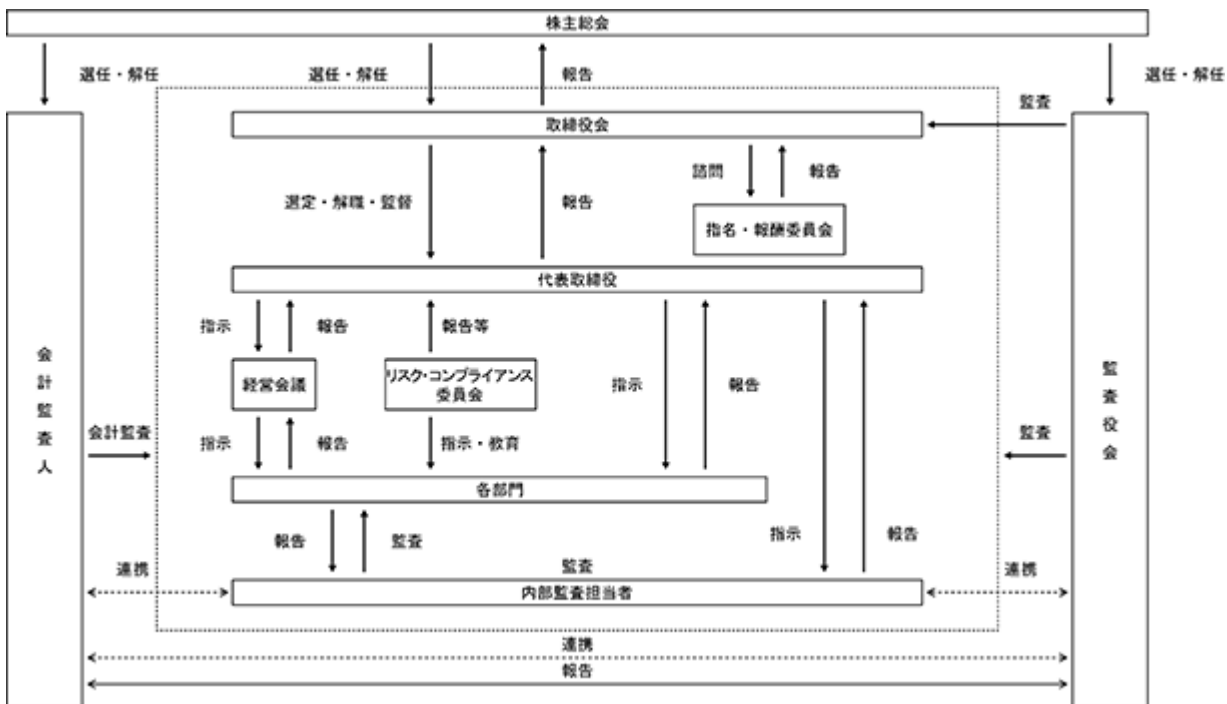 株主総会
選任・解任
選任・解任
報告
選任・解任
取締役会
監査
選定・解職・監督
報告
諮問
報告
指名・報酬委員会
代表取締役
指示
報告
報告等
経営会議
リスク・コンプライアンス
委員会
指示
報告
会計監査人
会計監査
指示
報告
指示・教育
監査
監査役会
各部門
報告
監査
指示
報告
監査
連携
内部監査担当者
連携
連携
報告